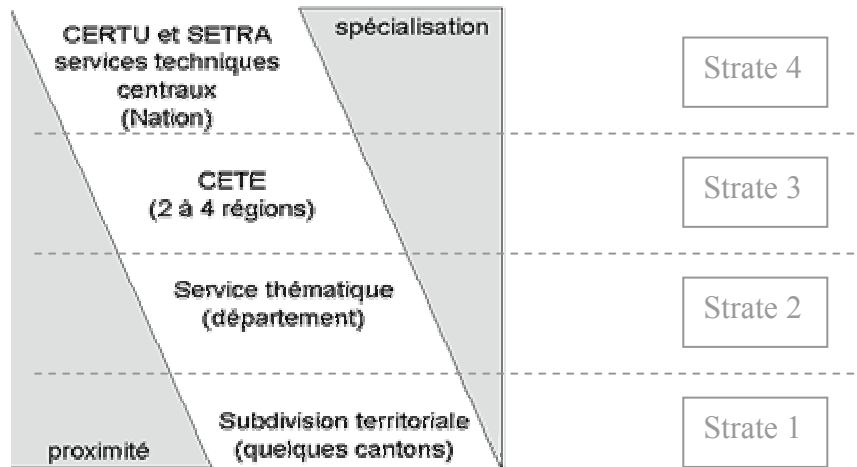 CERTU et SETRA
services techniques
centraux
(Nation)
spécialisation
Strate 4
CETE
(2 à 4 régions)
Strate 3
Service thématique
(département)
Strate 2
Subdivision territoriale
(quelques cantons)
proximité
Strate 1